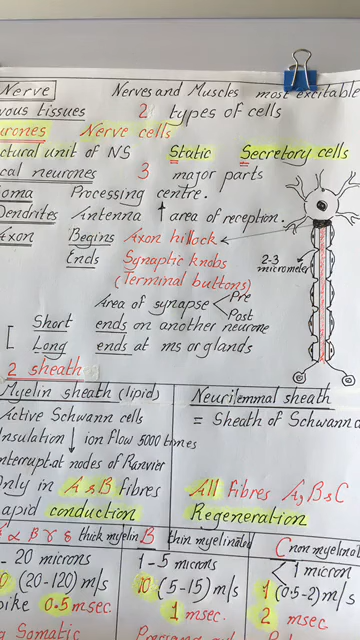 Nerve Nerves and Muscles most excitable
vous tissues 2 types of cells
urones Nerve cells
ctural unit of NS Static Secretory cells
cal neurones 3 major parts
oma Processing centre.
Dendrites Antenna ↑ area of reception.
Axon Begins Axon hillock
Ends Synaptic knobs
(Terminal buttons)
2-3
micrometer
Area of synapse < Pre
Post
[ Short ends on another neurone
Long ends at ms or glands
2 sheath
Myelin sheath (lipid)
Active Schwann cells
Insulation ↓ ion flow 5000 times
Interrupt. at nodes of Ranvier
Only in A & B fibres
apid conduction
Neurilemmal sheath
= Sheath of Schwann
All fibres A, B & C
Regeneration
A α β γ δ thick myelin
- 20 microns
(20-120) m/s
pike 0.5 msec.
Somatic
B thin myelinated
1-5 microns
10 (5-15) m/s
1 msec.
C non myelinat
< 1 micron
1 (0.5-2) m/s
2 msec